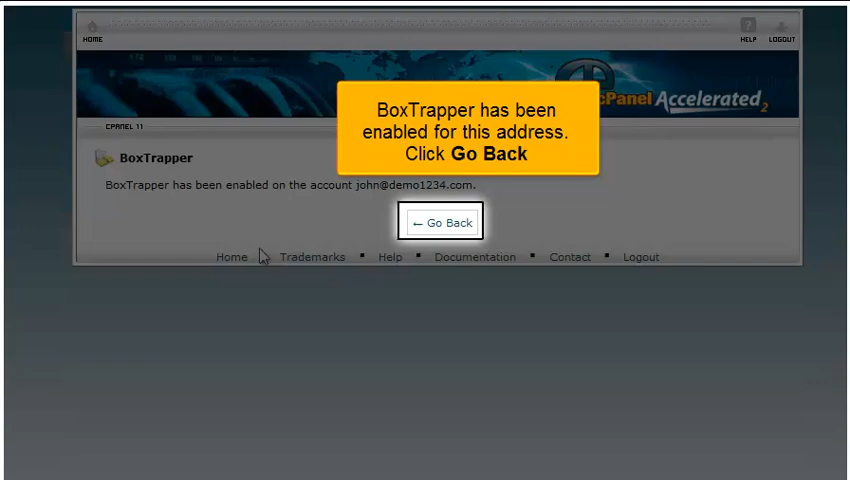 HOME
HELP
LOGOUT
BoxTrapper has been
enabled for this address.
Click Go Back
cPanel Accelerated2
CPANEL 11
BoxTrapper
BoxTrapper has been enabled on the account john@demo1234.com.
← Go Back
Home ▪ Trademarks ▪ Help ▪ Documentation ▪ Contact ▪ Logout